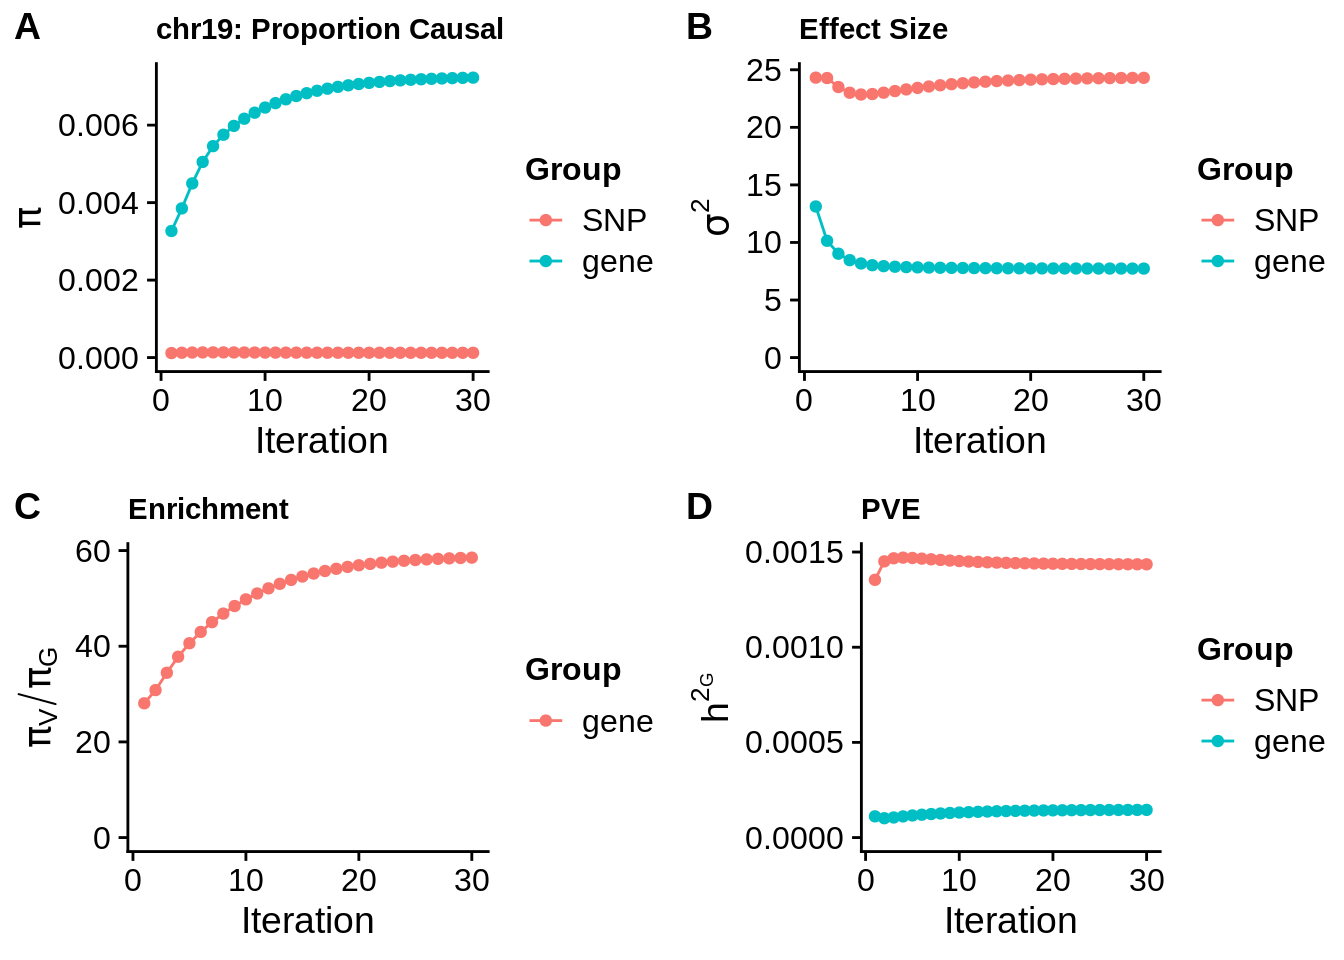 A
chr19: Proportion Causal
0.006
0.004
0.002
0.000
π
0 10 20 30
Iteration
Group
SNP
gene
B
Effect Size
25
20
15
10
5
0
σ²
0 10 20 30
Iteration
Group
SNP
gene
C
Enrichment
60
40
20
0
πV/πG
0 10 20 30
Iteration
Group
gene
D
PVE
0.0015
0.0010
0.0005
0.0000
h2G
0 10 20 30
Iteration
Group
SNP
gene